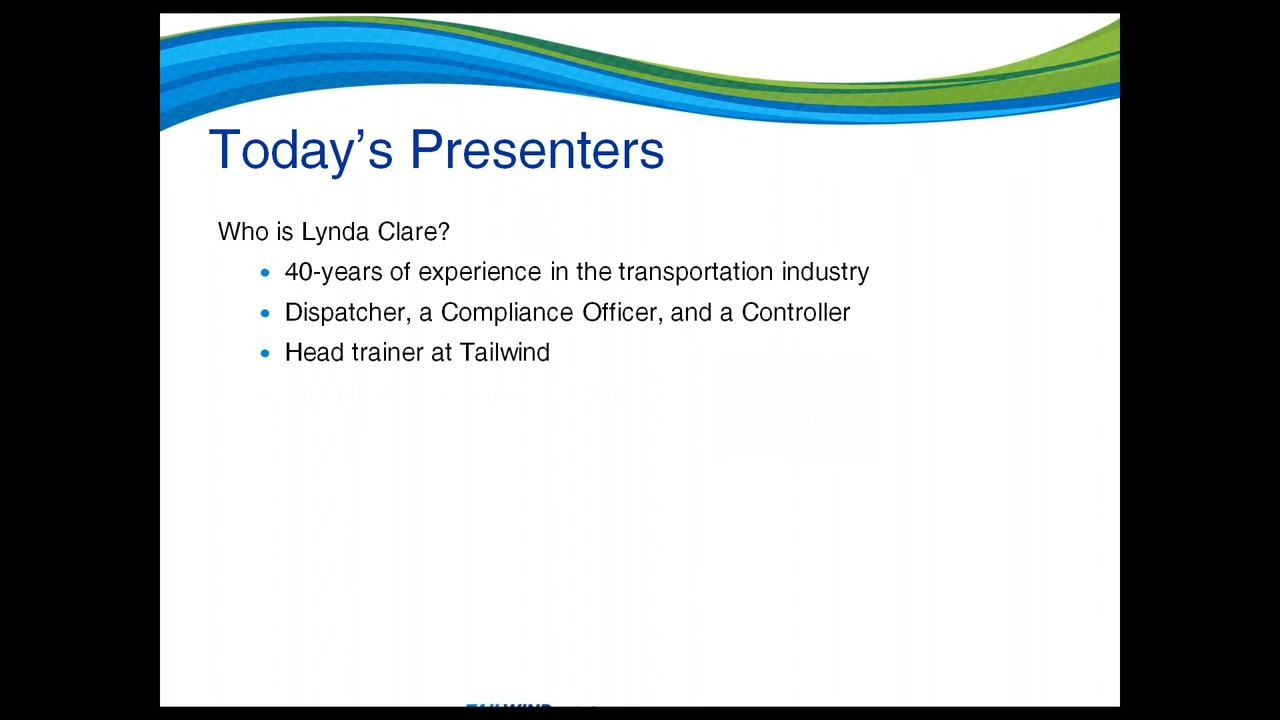 Today’s Presenters
Who is Lynda Clare?
• 40-years of experience in the transportation industry
• Dispatcher, a Compliance Officer, and a Controller
• Head trainer at Tailwind